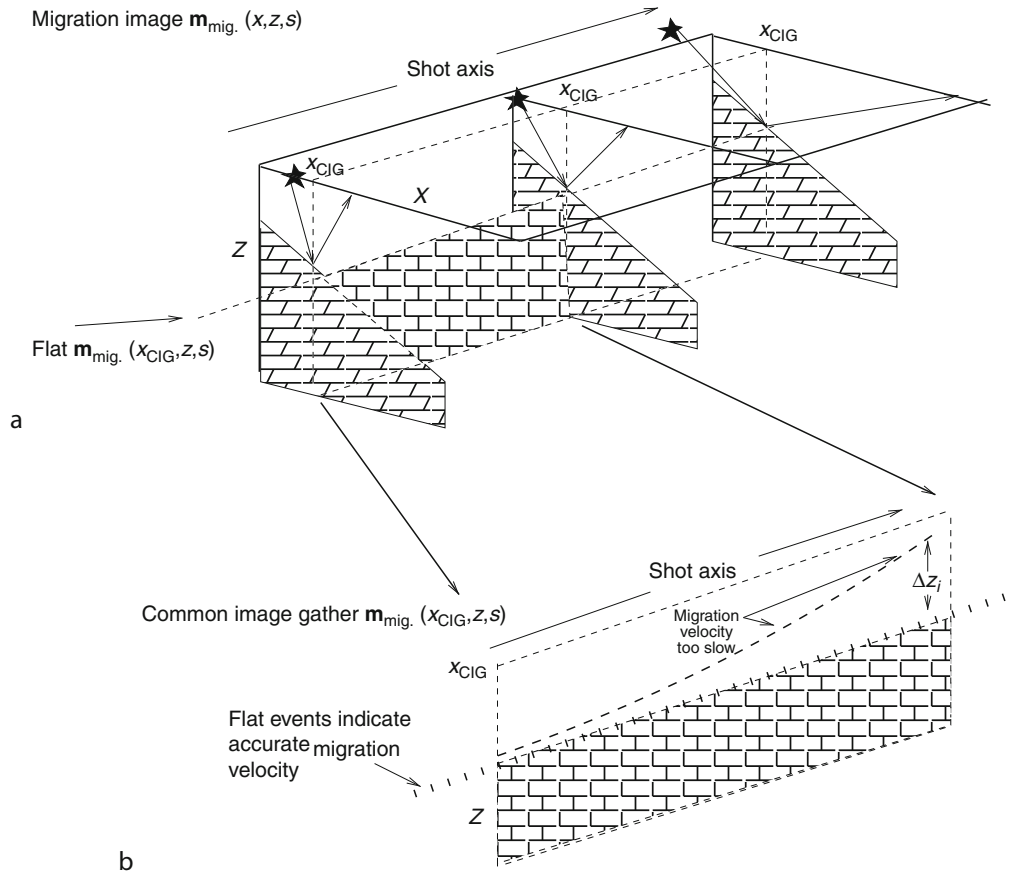 Migration image m_mig. (x,z,s)
Shot axis
x_CIG
x_CIG
x_CIG
X
Z
Flat m_mig. (x_CIG,z,s)
a
Shot axis
Δz_i
Common image gather m_mig. (x_CIG,z,s)
Migration
velocity
too slow
x_CIG
Flat events indicate
accurate migration
velocity
Z
b